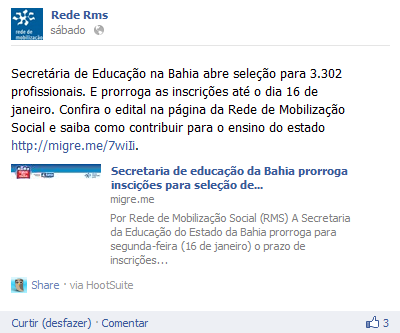 rede de
mobilização
Rede Rms
sábado
Secretária de Educação na Bahia abre seleção para 3.302
profissionais. E prorroga as inscrições até o dia 16 de
janeiro. Confira o edital na página da Rede de Mobilização
Social e saiba como contribuir para o ensino do estado
http://migre.me/7wiIi.
Secretaria de educação da Bahia prorroga
inscições para seleção de...
migre.me
Por Rede de Mobilização Social (RMS) A Secretaria
da Educação do Estado da Bahia prorroga para
segunda-feira (16 de janeiro) o prazo de
inscrições...
Share · via HootSuite
Curtir (desfazer) · Comentar
3